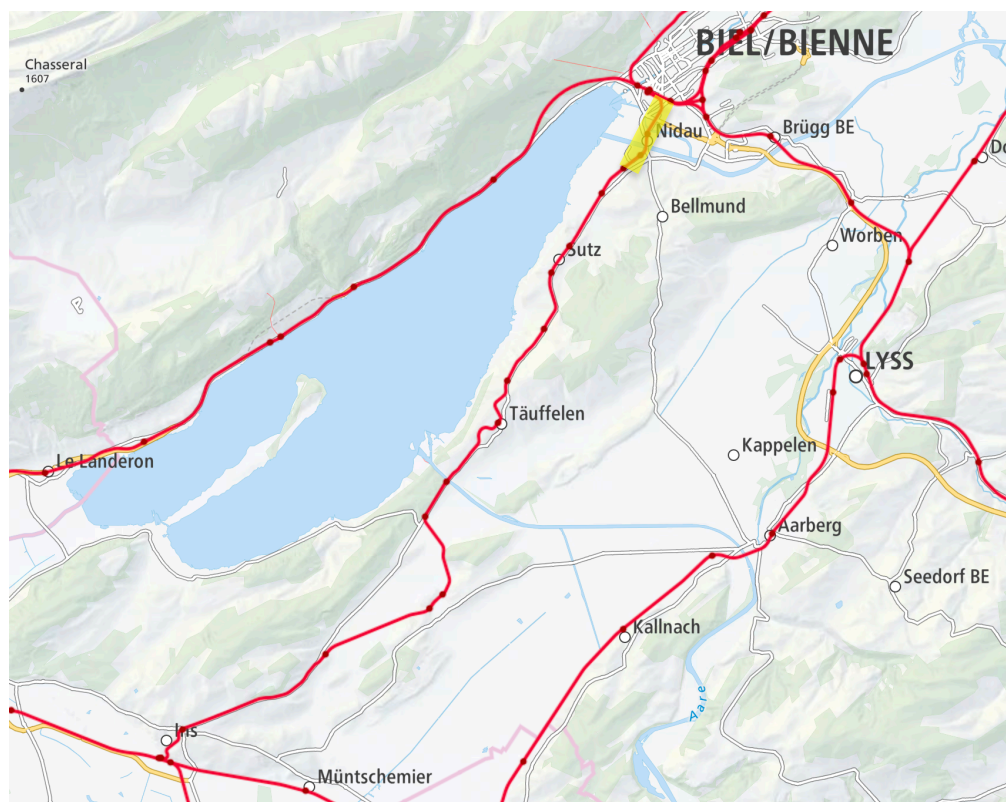 BIEL/BIENNE
Chasseral
1607
Nidau
Brügg BE
Bellmund
Worben
Sutz
LYSS
Täuffelen
Kappelen
Le Landeron
Aarberg
Seedorf BE
Kallnach
Aare
Ins
Müntschemier